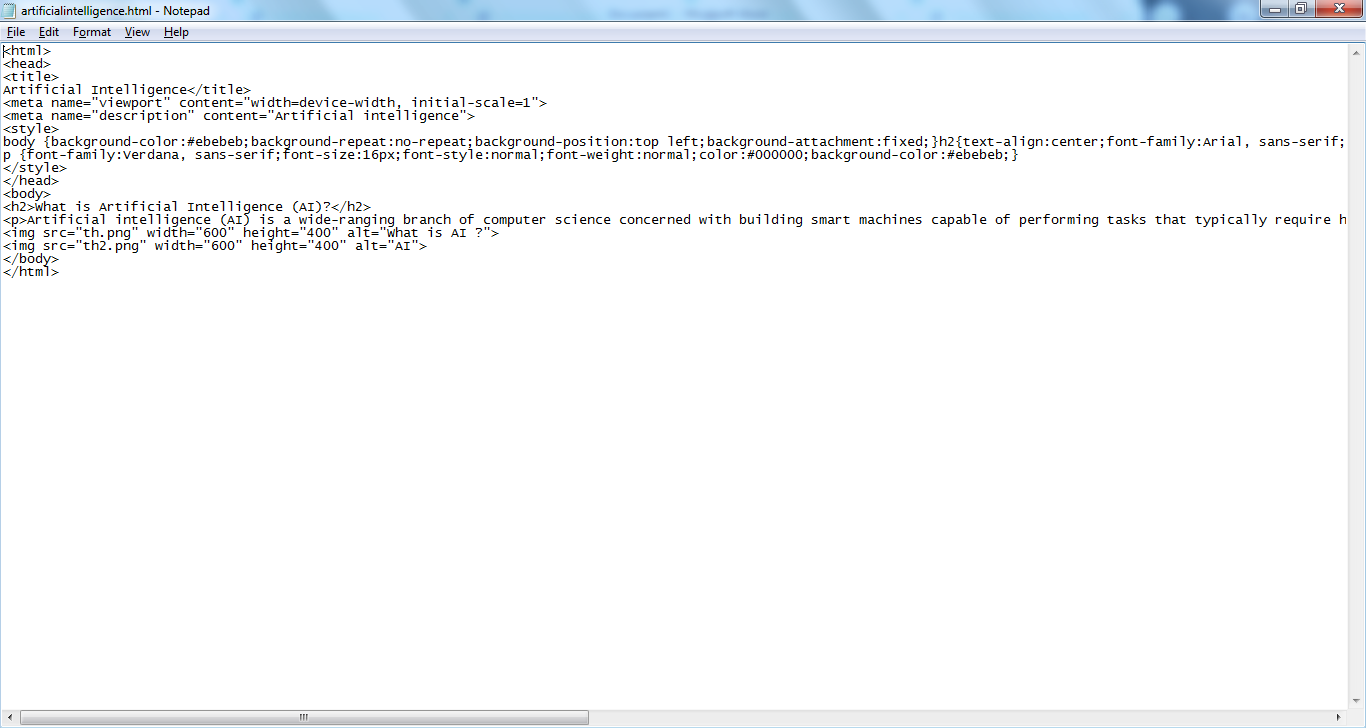 artificialintelligence.html - Notepad
File Edit Format View Help
<html>
<head>
<title>
Artificial Intelligence</title>
<meta name="viewport" content="width=device-width, initial-scale=1">
<meta name="description" content="Artificial intelligence">
<style>
body {background-color:#ebebeb;background-repeat:no-repeat;background-position:top left;background-attachment:fixed;}h2{text-align:center;font-family:Arial, sans-serif;
p {font-family:Verdana, sans-serif;font-size:16px;font-style:normal;font-weight:normal;color:#000000;background-color:#ebebeb;}
</style>
</head>
<body>
<h2>What is Artificial Intelligence (AI)?</h2>
<p>Artificial intelligence (AI) is a wide-ranging branch of computer science concerned with building smart machines capable of performing tasks that typically require h
<img src="th.png" width="600" height="400" alt="What is AI ?">
<img src="th2.png" width="600" height="400" alt="AI">
</body>
</html>